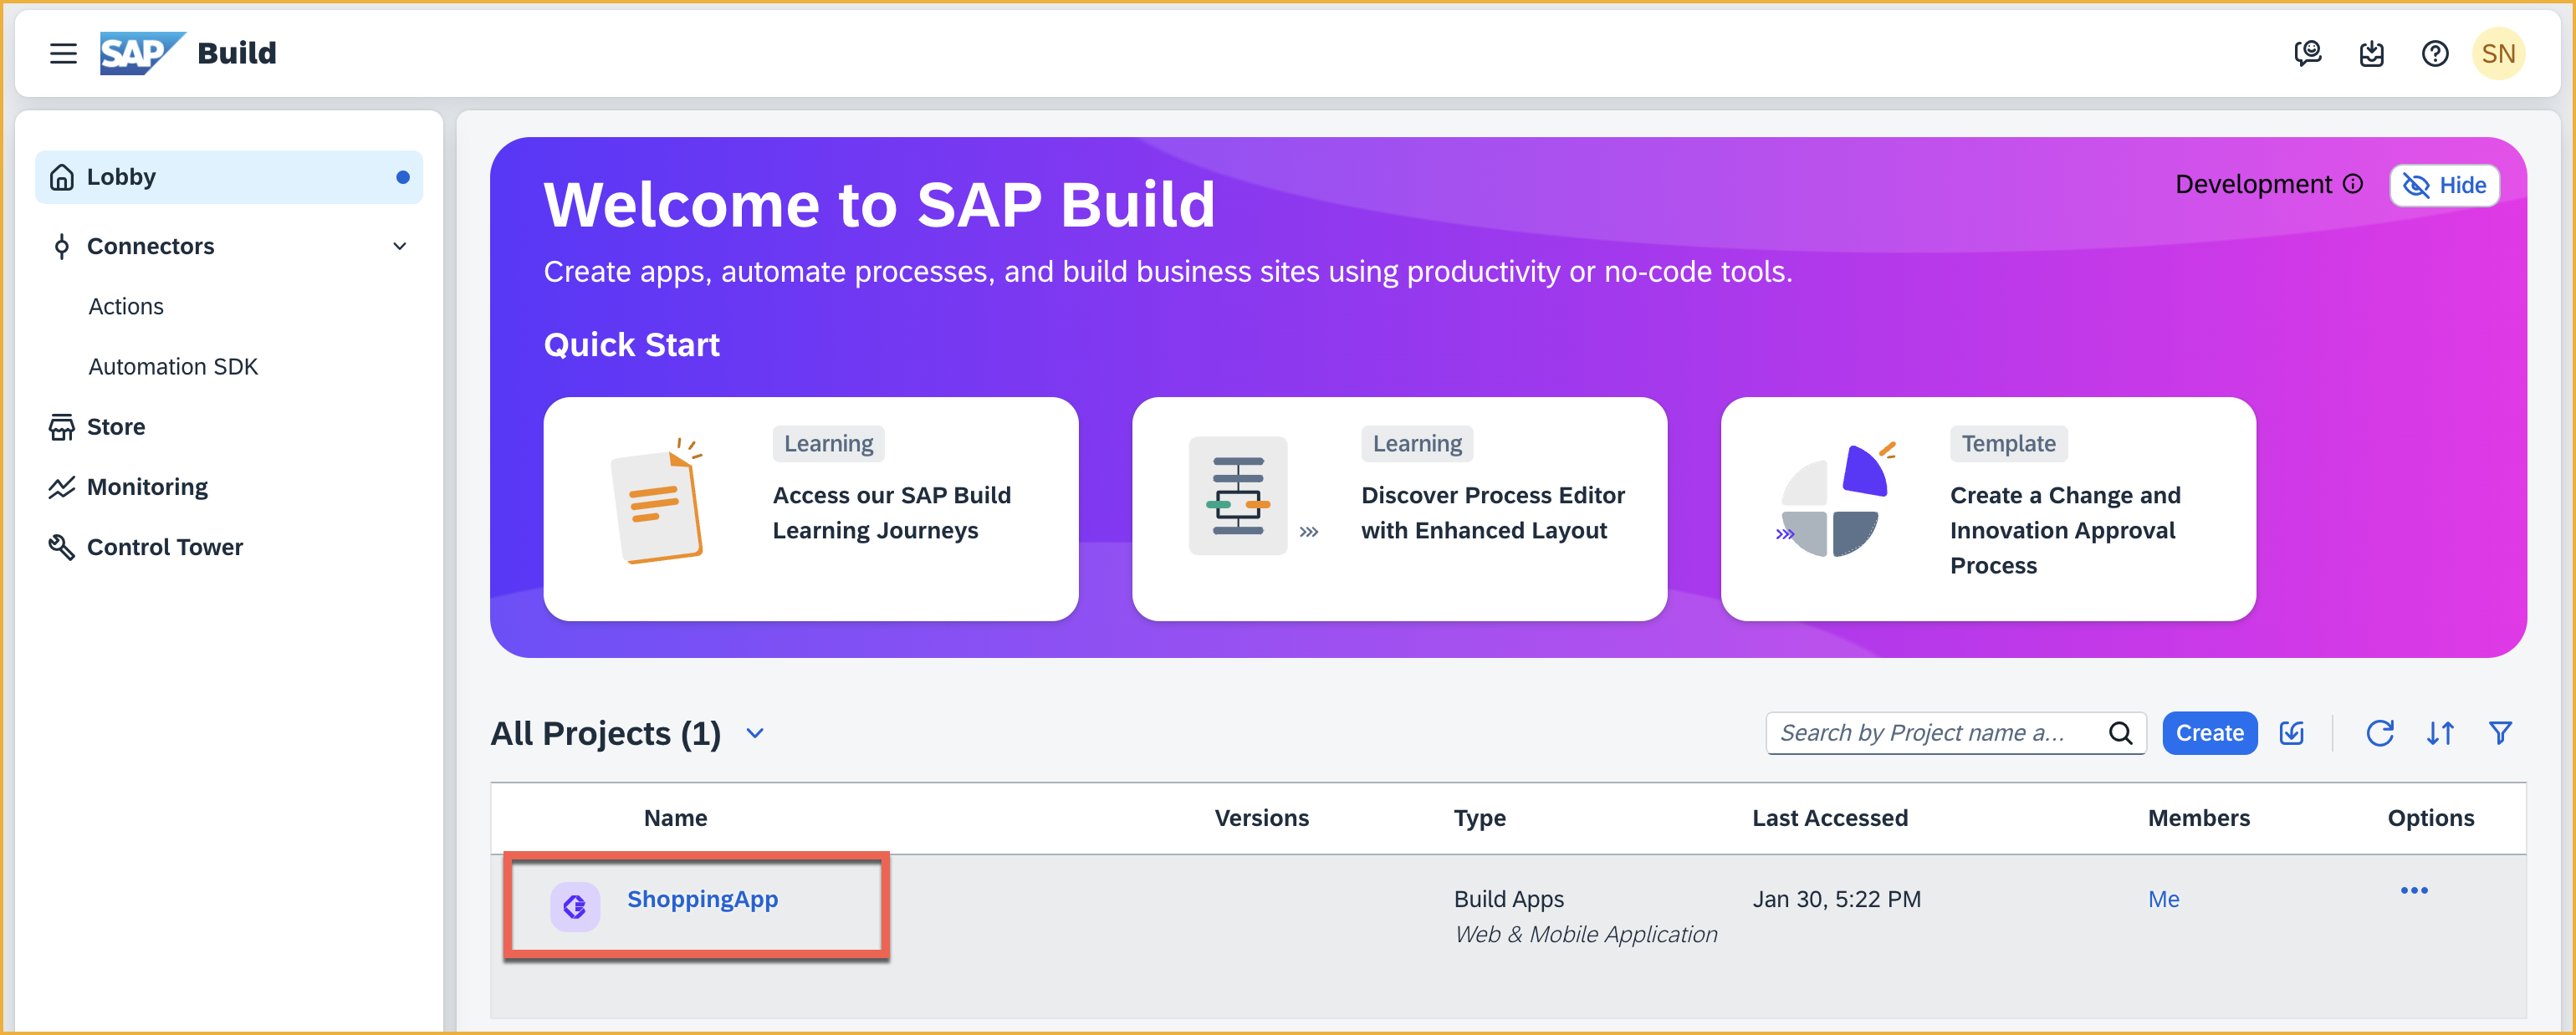 SAP Build
SN
Lobby
Connectors
Actions
Automation SDK
Store
Monitoring
Control Tower
Welcome to SAP Build
Development
Hide
Create apps, automate processes, and build business sites using productivity or no-code tools.
Quick Start
Learning
Access our SAP Build
Learning Journeys
Learning
Discover Process Editor
with Enhanced Layout
Template
Create a Change and
Innovation Approval
Process
All Projects (1)
Search by Project name a...
Create
Name Versions Type Last Accessed Members Options
ShoppingApp Build Apps Jan 30, 5:22 PM Me
Web & Mobile Application